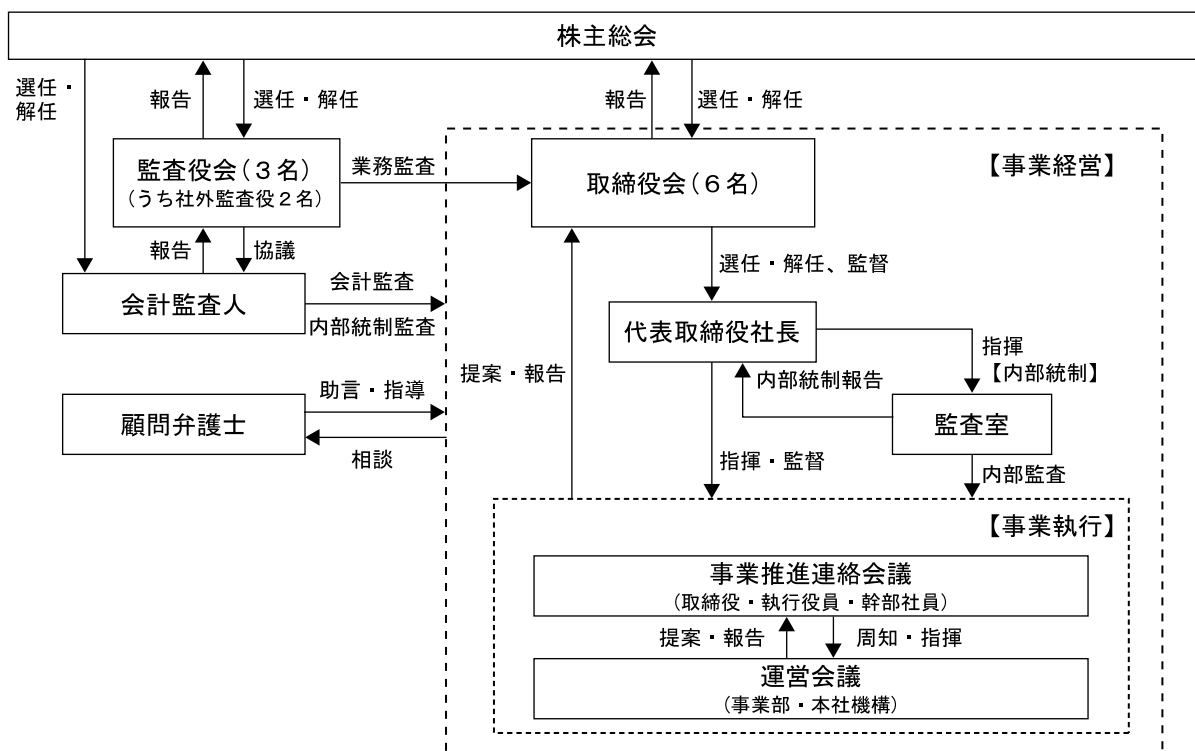 株主総会
選任・
解任
報告
選任・解任
報告
選任・解任
監査役会(3名)
(うち社外監査役2名)
業務監査
取締役会(6名)
【事業経営】
報告
協議
選任・解任、監督
会計監査人
会計監査
内部統制監査
代表取締役社長
指揮
【内部統制】
提案・報告
内部統制報告
顧問弁護士
助言・指導
相談
監査室
指揮・監督
内部監査
【事業執行】
事業推進連絡会議
(取締役・執行役員・幹部社員)
提案・報告
周知・指揮
運営会議
(事業部・本社機構)